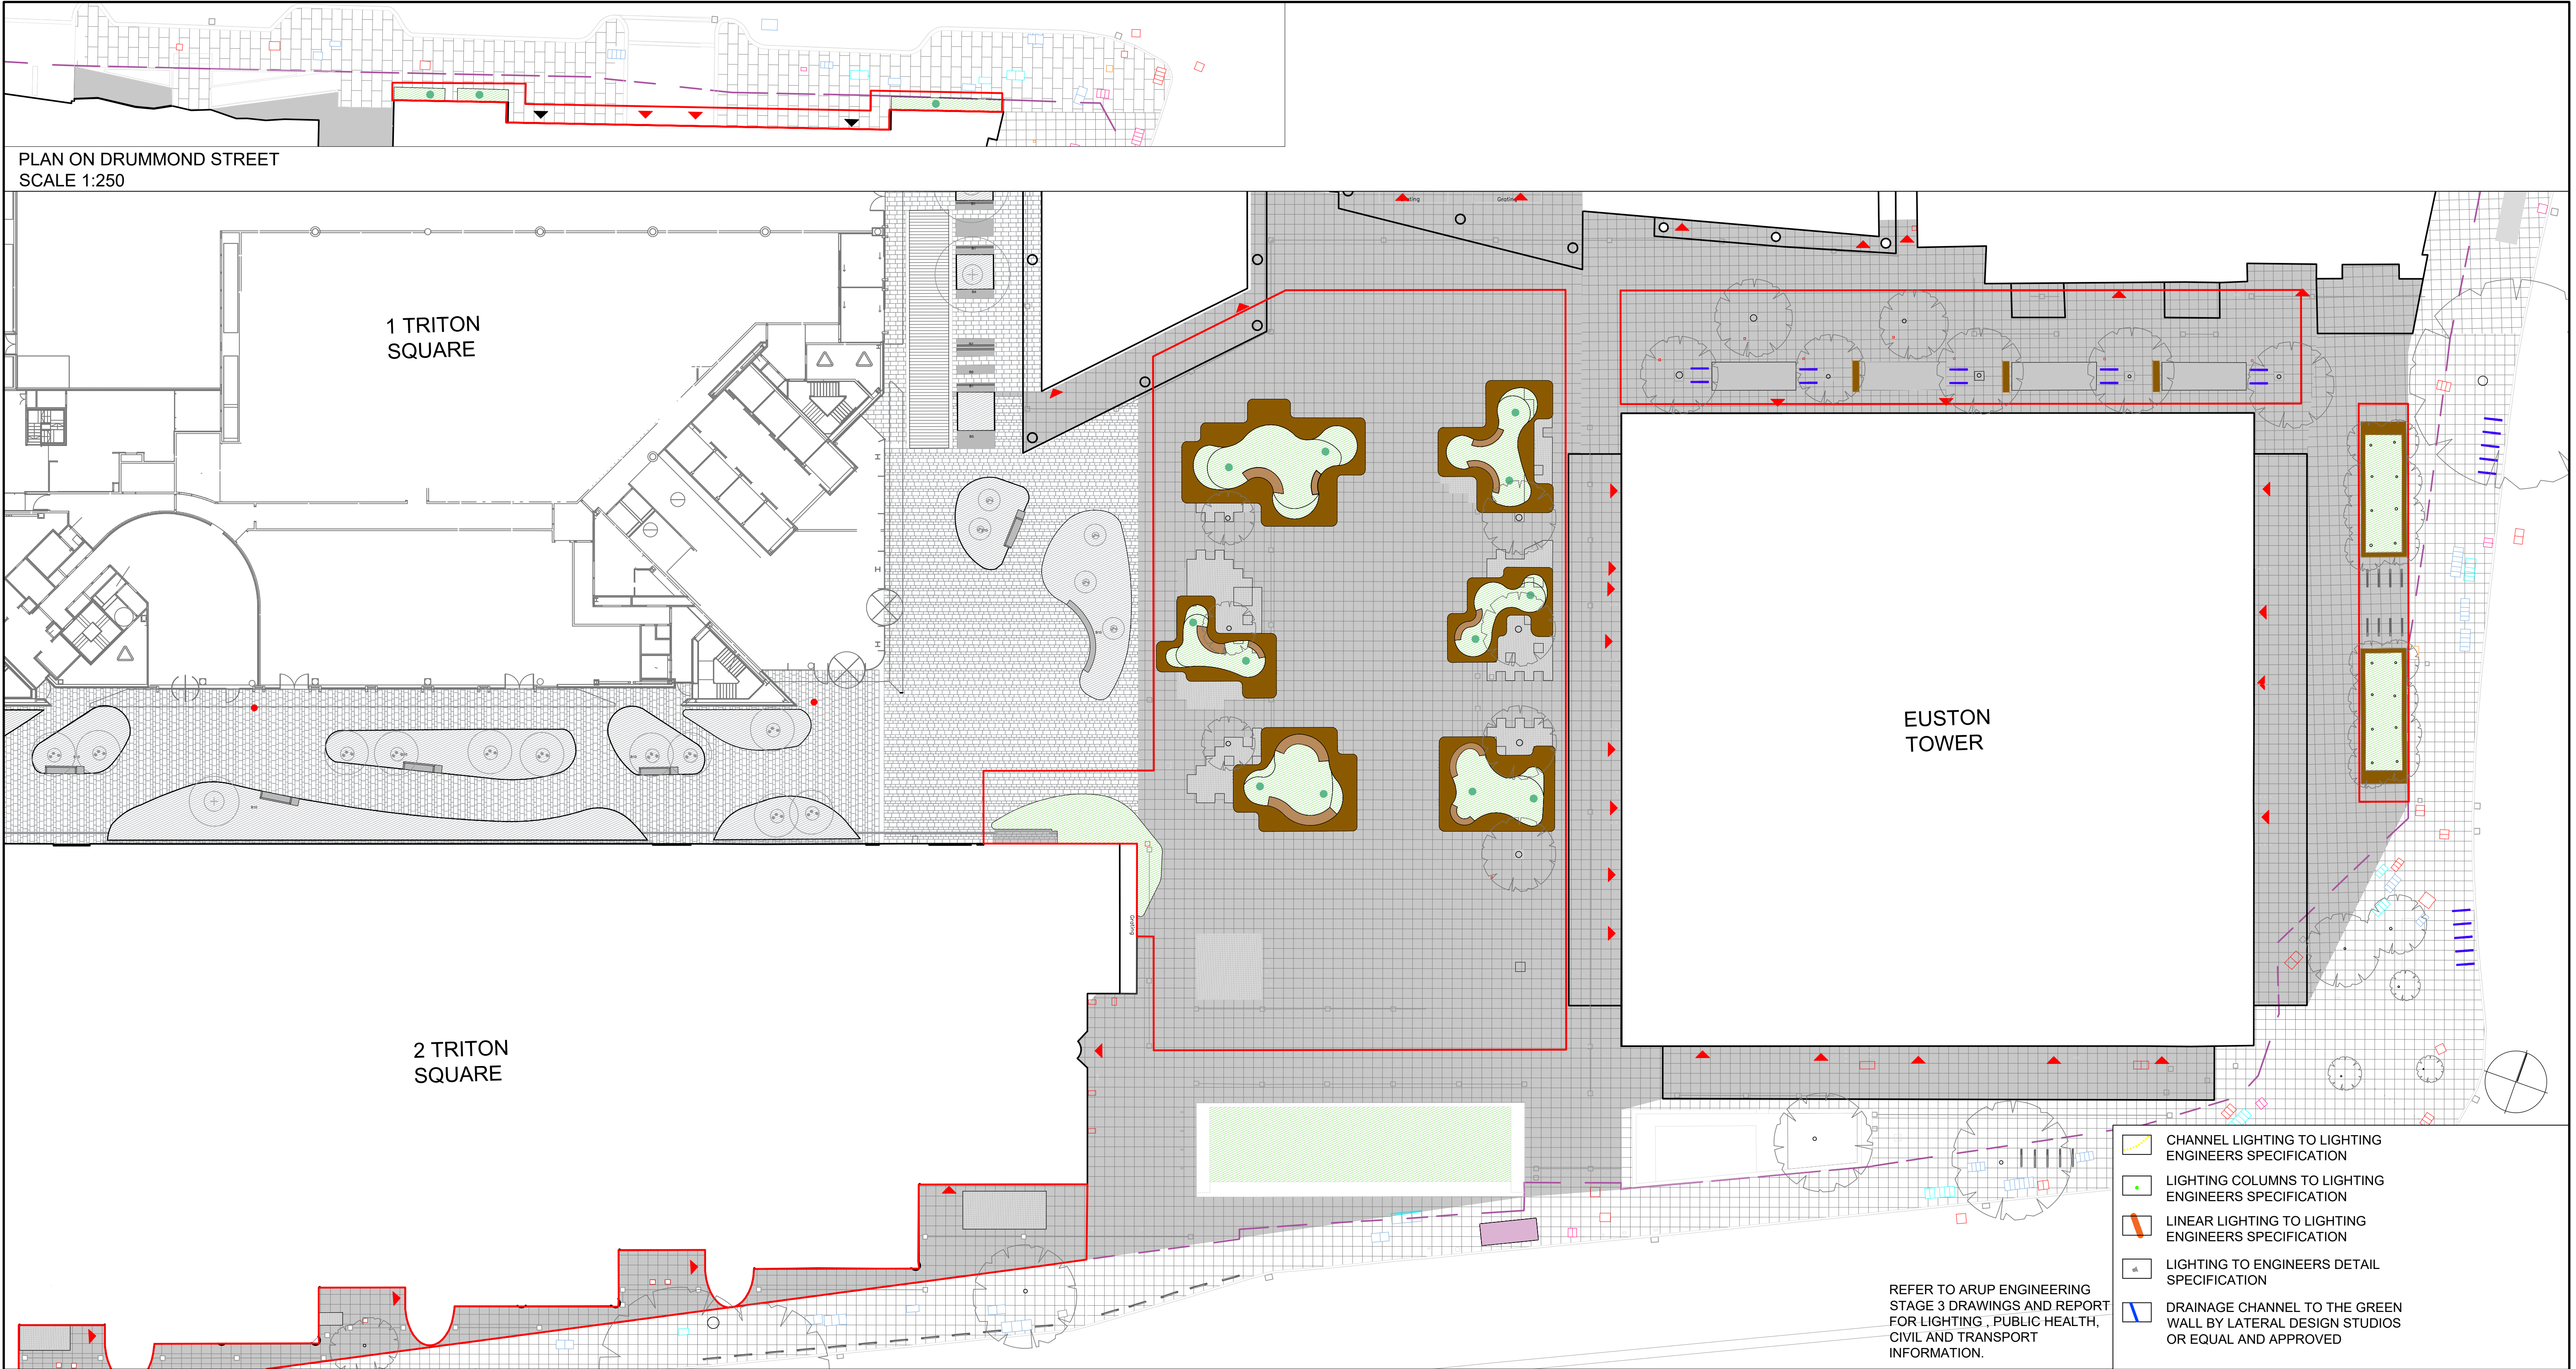 PLAN ON DRUMMOND STREET
SCALE 1:250
Grating
Grating
1 TRITON
SQUARE
EUSTON
TOWER
Grating
2 TRITON
SQUARE
CHANNEL LIGHTING TO LIGHTING
ENGINEERS SPECIFICATION
LIGHTING COLUMNS TO LIGHTING
ENGINEERS SPECIFICATION
LINEAR LIGHTING TO LIGHTING
ENGINEERS SPECIFICATION
LIGHTING TO ENGINEERS DETAIL
SPECIFICATION
DRAINAGE CHANNEL TO THE GREEN
WALL BY LATERAL DESIGN STUDIOS
OR EQUAL AND APPROVED
REFER TO ARUP ENGINEERING
STAGE 3 DRAWINGS AND REPORT
FOR LIGHTING , PUBLIC HEALTH,
CIVIL AND TRANSPORT
INFORMATION.